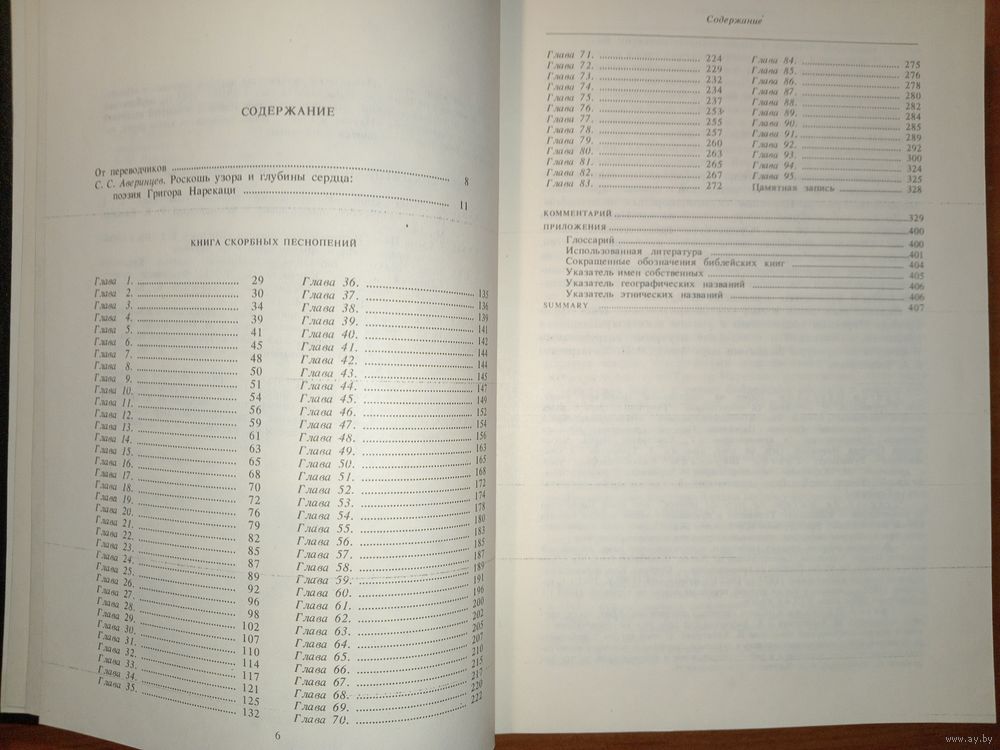 СОДЕРЖАНИЕ
От переводчиков ........ 8
С. С. Аверинцев. Роскошь узора и глубины сердца:
поэзия Григора Нарекаци ........ 11
КНИГА СКОРБНЫХ ПЕСНОПЕНИЙ
Глава 1. ........ 29
Глава 2. ........ 30
Глава 3. ........ 34
Глава 4. ........ 39
Глава 5. ........ 41
Глава 6. ........ 45
Глава 7. ........ 48
Глава 8. ........ 50
Глава 9. ........ 51
Глава 10. ........ 54
Глава 11. ........ 56
Глава 12. ........ 59
Глава 13. ........ 61
Глава 14. ........ 63
Глава 15. ........ 65
Глава 16. ........ 68
Глава 17. ........ 70
Глава 18. ........ 72
Глава 19. ........ 76
Глава 20. ........ 79
Глава 21. ........ 82
Глава 22. ........ 85
Глава 23. ........ 87
Глава 24. ........ 89
Глава 25. ........ 92
Глава 26. ........ 96
Глава 27. ........ 98
Глава 28. ........ 102
Глава 29. ........ 107
Глава 30. ........ 110
Глава 31. ........ 114
Глава 32. ........ 117
Глава 33. ........ 121
Глава 34. ........ 125
Глава 35. ........ 132
Глава 36. ........ 135
Глава 37. ........ 136
Глава 38. ........ 139
Глава 39. ........ 141
Глава 40. ........ 142
Глава 41. ........ 144
Глава 42. ........ 144
Глава 43. ........ 145
Глава 44. ........ 147
Глава 45. ........ 149
Глава 46. ........ 152
Глава 47. ........ 154
Глава 48. ........ 156
Глава 49. ........ 163
Глава 50. ........ 165
Глава 51. ........ 168
Глава 52. ........ 172
Глава 53. ........ 174
Глава 54. ........ 178
Глава 55. ........ 180
Глава 56. ........ 183
Глава 57. ........ 185
Глава 58. ........ 187
Глава 59. ........ 189
Глава 60. ........ 191
Глава 61. ........ 196
Глава 62. ........ 200
Глава 63. ........ 202
Глава 64. ........ 205
Глава 65. ........ 207
Глава 66. ........ 210
Глава 67. ........ 215
Глава 68. ........ 217
Глава 69. ........ 220
Глава 70. ........ 222
6
Содержание
Глава 71. ........ 224
Глава 72. ........ 229
Глава 73. ........ 232
Глава 74. ........ 234
Глава 75. ........ 237
Глава 76. ........ 253
Глава 77. ........ 255
Глава 78. ........ 257
Глава 79. ........ 260
Глава 80. ........ 263
Глава 81. ........ 265
Глава 82. ........ 267
Глава 83. ........ 272
Глава 84. ........ 275
Глава 85. ........ 276
Глава 86. ........ 278
Глава 87. ........ 280
Глава 88. ........ 282
Глава 89. ........ 284
Глава 90. ........ 285
Глава 91. ........ 289
Глава 92. ........ 292
Глава 93. ........ 300
Глава 94. ........ 324
Глава 95. ........ 325
Памятная запись ........ 328
КОММЕНТАРИЙ ........ 329
ПРИЛОЖЕНИЯ ........ 400
Глоссарий ........ 400
Использованная литература ........ 401
Сокращенные обозначения библейских книг ........ 404
Указатель имен собственных ........ 405
Указатель географических названий ........ 406
Указатель этнических названий ........ 406
SUMMARY ........ 407
www.ay.by